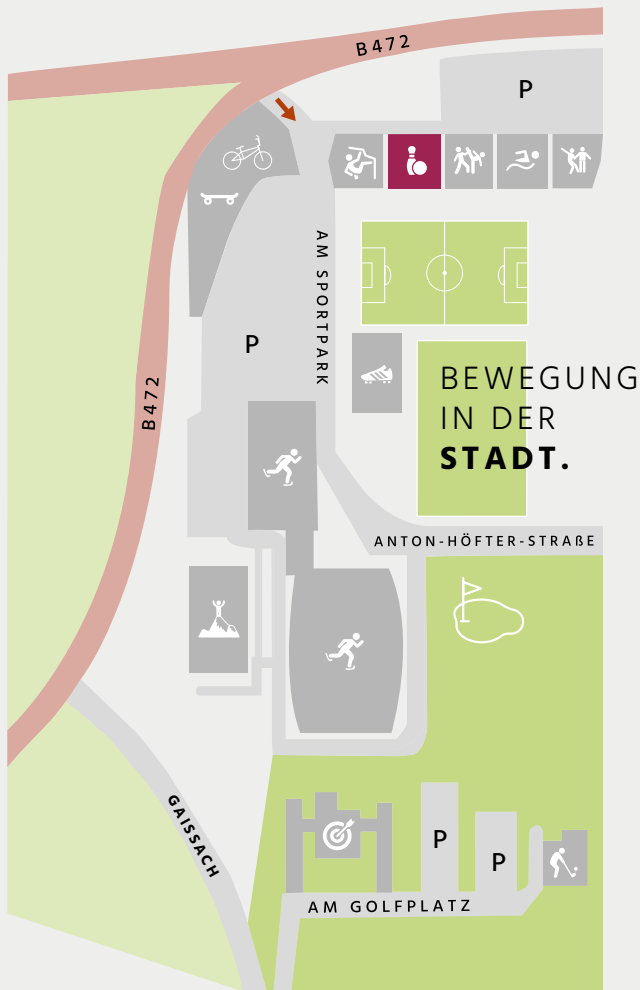 B472
P
AM SPORTPARK
P
B472
BEWEGUNG
IN DER
STADT.
ANTON-HÖFTER-STRAßE
GAISSACH
P
P
AM GOLFPLATZ